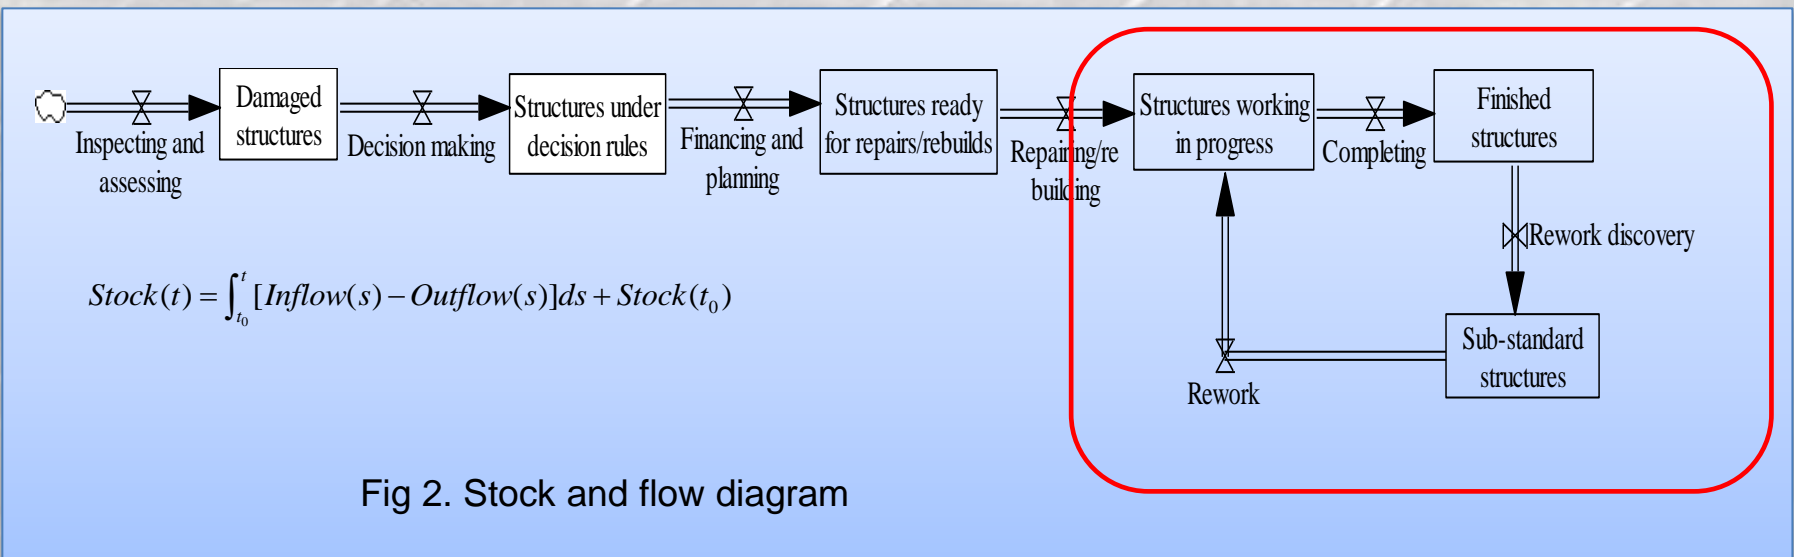 Inspecting and
assessing
Damaged
structures
Decision making
Structures under
decision rules
Financing and
planning
Structures ready
for repairs/rebuilds
Repairing/re
building
Structures working
in progress
Completing
Finished
structures
Rework discovery
Sub-standard
structures
Rework
Stock(t) = ∫_{t_0}^{t} [Inflow(s) − Outflow(s)]ds + Stock(t_0)
Fig 2. Stock and flow diagram